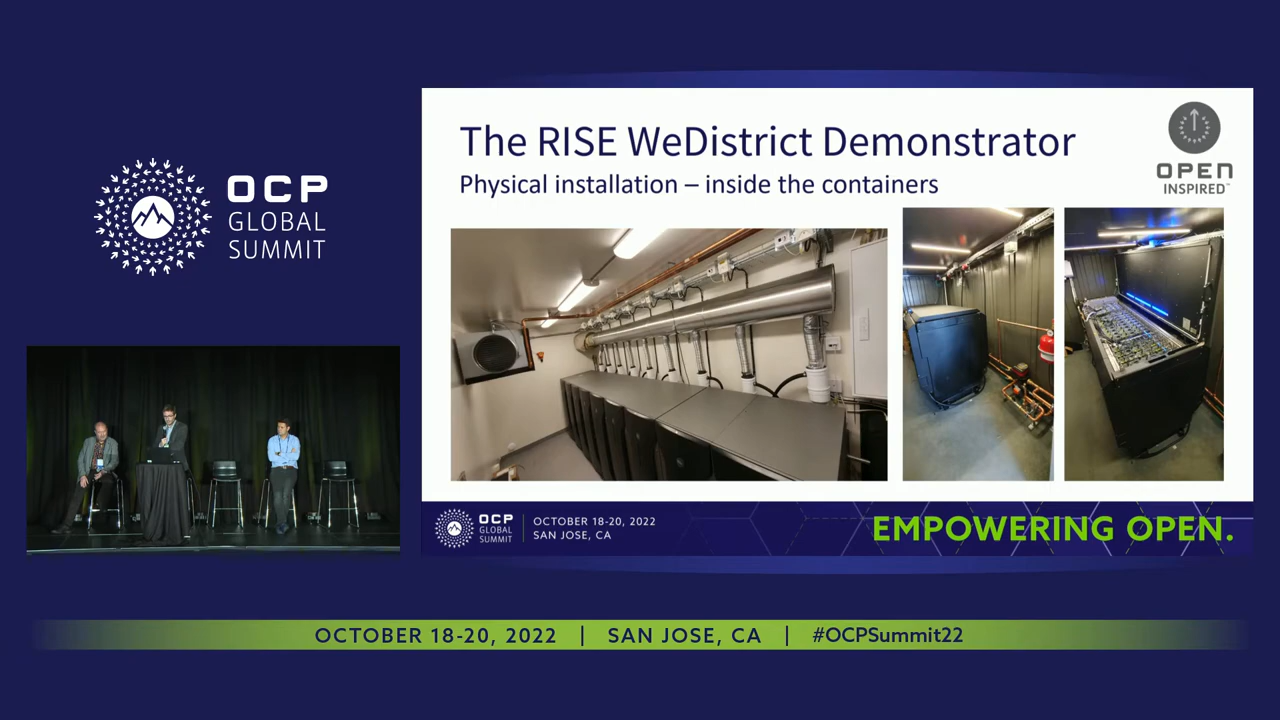 OCP
GLOBAL
SUMMIT
The RISE WeDistrict Demonstrator
Physical installation – inside the containers
OPEN
INSPIRED™
OCP
GLOBAL
SUMMIT
OCTOBER 18-20, 2022
SAN JOSE, CA
EMPOWERING OPEN.
OCTOBER 18-20, 2022 | SAN JOSE, CA | #OCPSummit22